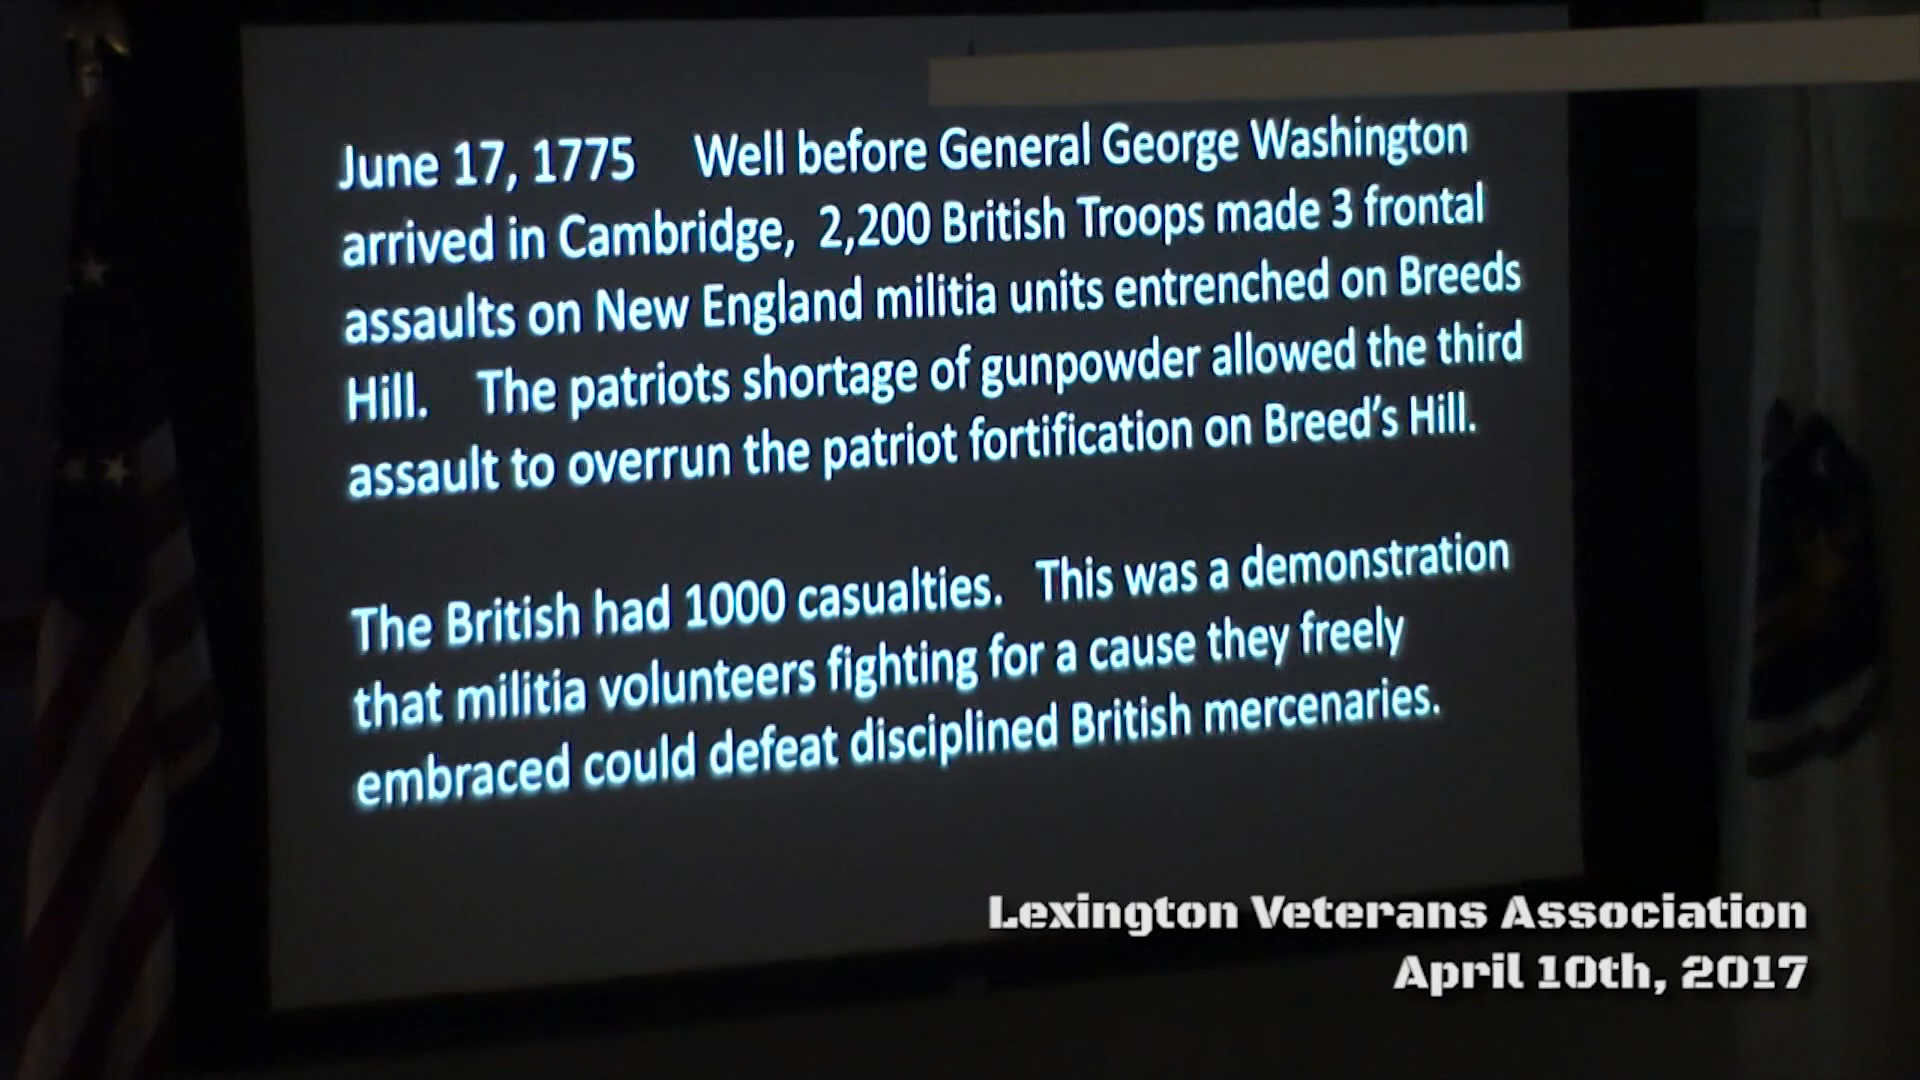 June 17, 1775 Well before General George Washington
arrived in Cambridge, 2,200 British Troops made 3 frontal
assaults on New England militia units entrenched on Breeds
Hill. The patriots shortage of gunpowder allowed the third
assault to overrun the patriot fortification on Breed's Hill.
The British had 1000 casualties. This was a demonstration
that militia volunteers fighting for a cause they freely
embraced could defeat disciplined British mercenaries.
Lexington Veterans Association
April 10th, 2017